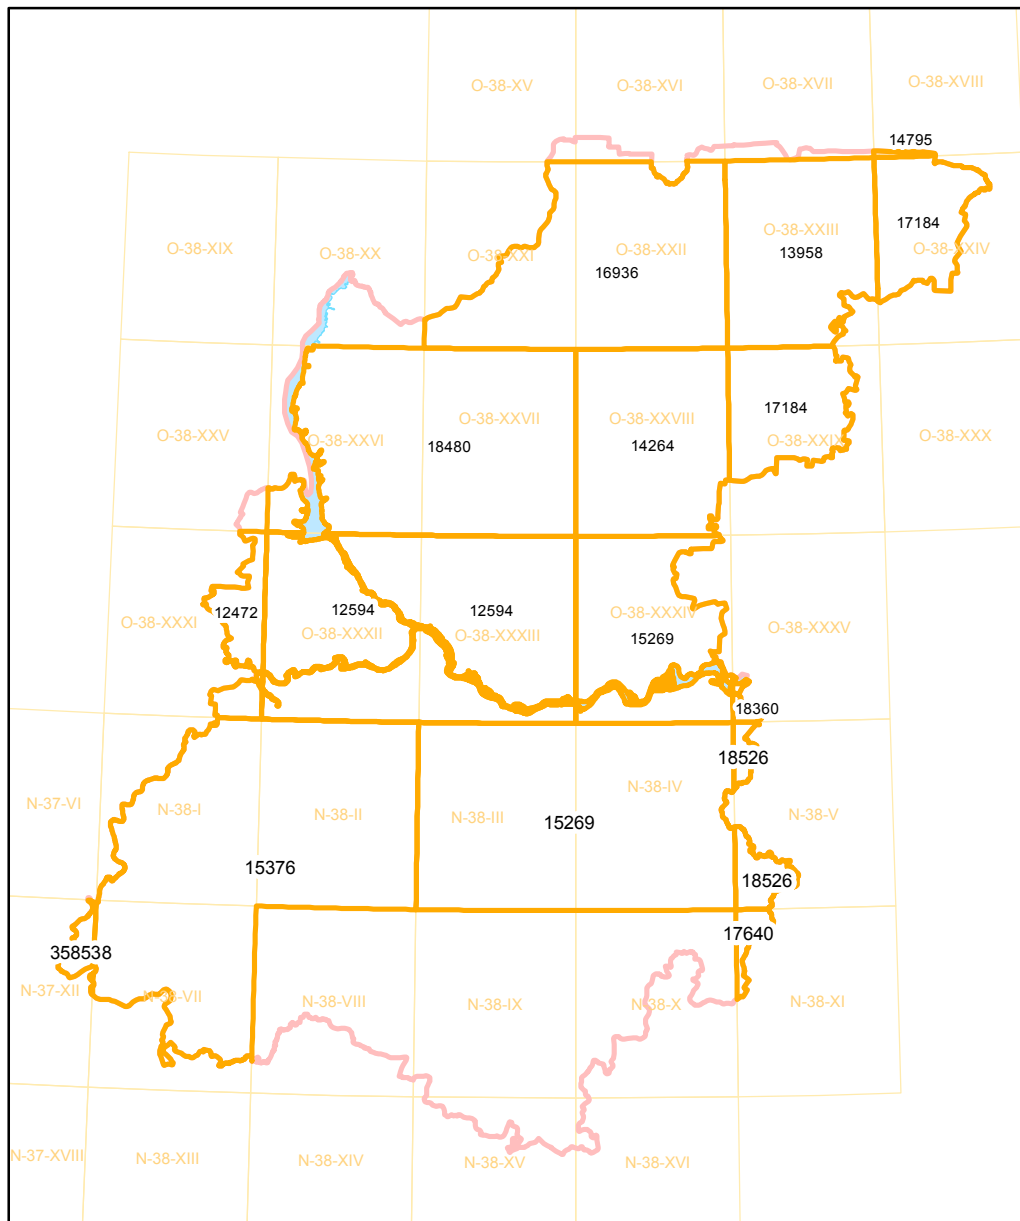 O-38-XV
O-38-XVI
O-38-XVII
O-38-XVIII
14795
O-38-XIX
O-38-XX
O-38-XXI
O-38-XXII
O-38-XXIII
O-38-XXIV
16936
13958
17184
O-38-XXV
O-38-XXVI
O-38-XXVII
O-38-XXVIII
O-38-XXIX
O-38-XXX
18480
14264
17184
O-38-XXXI
O-38-XXXII
O-38-XXXIII
O-38-XXXIV
O-38-XXXV
12472
12594
12594
15269
18360
18526
N-37-VI
N-38-I
N-38-II
N-38-III
N-38-IV
N-38-V
15269
15376
18526
17640
358538
N-37-XII
N-38-VII
N-38-VIII
N-38-IX
N-38-X
N-38-XI
N-37-XVIII
N-38-XIII
N-38-XIV
N-38-XV
N-38-XVI